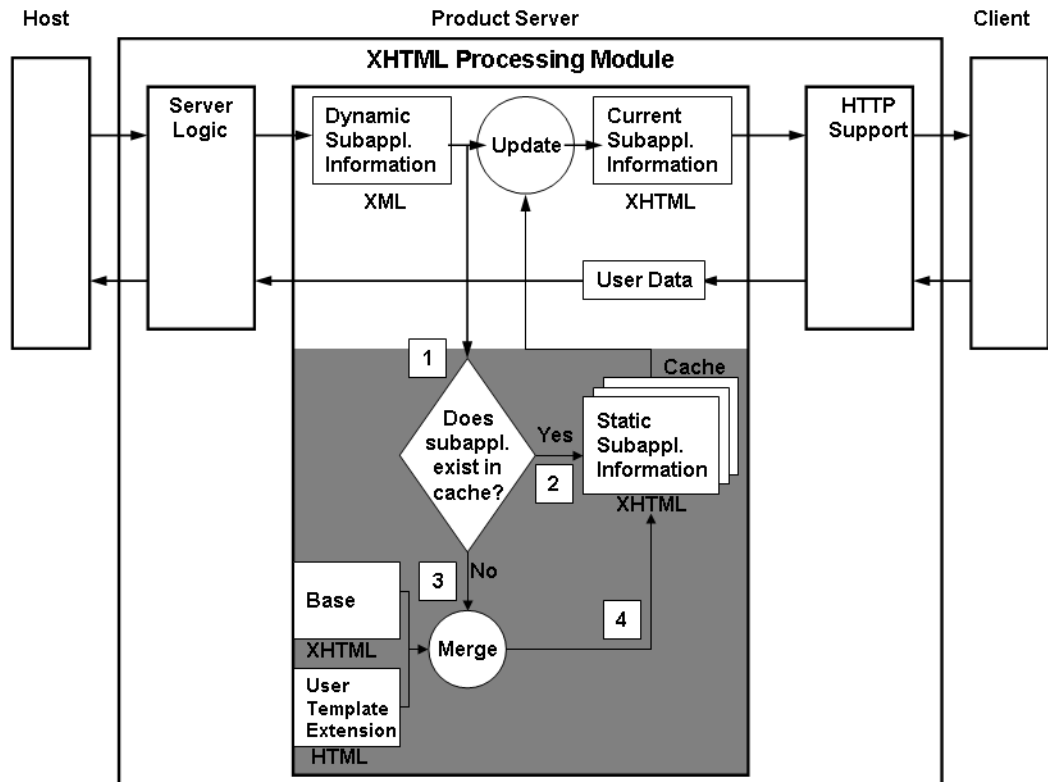 Host
Product Server
Client
XHTML Processing Module
Server
Logic
Dynamic
Subappl.
Information
XML
Update
Current
Subappl.
Information
XHTML
HTTP
Support
User Data
1
Does
subappl.
exist in
cache?
Yes
2
Cache
Static
Subappl.
Information
XHTML
3
No
Base
XHTML
Merge
4
User
Template
Extension
HTML